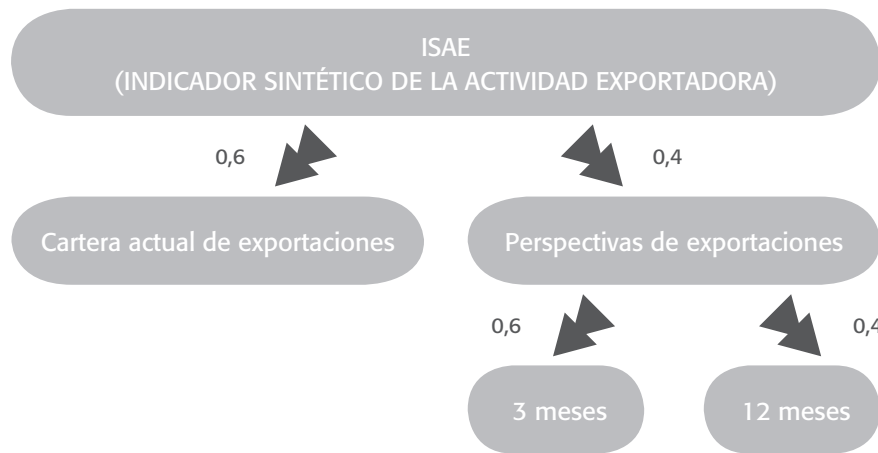 ISAE
(INDICADOR SINTÉTICO DE LA ACTIVIDAD EXPORTADORA)
0,6
0,4
Cartera actual de exportaciones
Perspectivas de exportaciones
0,6
0,4
3 meses
12 meses